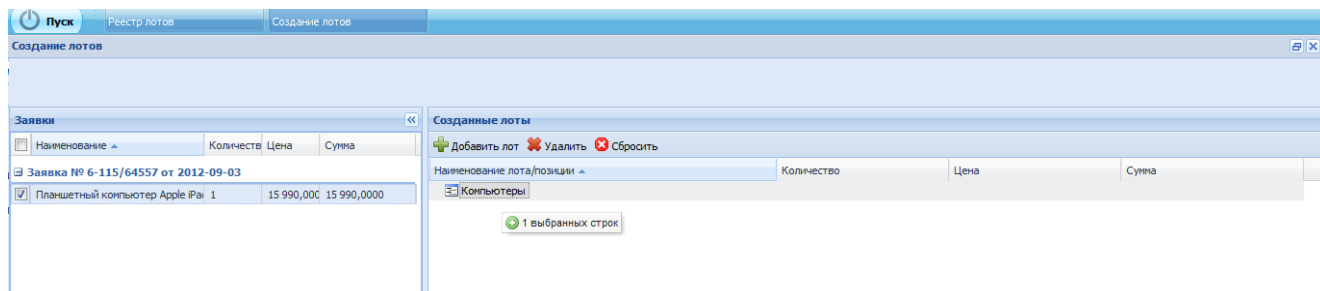 Пуск Реестр лотов Создание лотов
Создание лотов
Заявки Созданные лоты
Наименование Количеств Цена Сумма Добавить лот Удалить Сбросить
Заявка № 6-115/64557 от 2012-09-03 Наименование лота/позиции Количество Цена Сумма
Планшетный компьютер Apple iPa 1 15 990,000 15 990,0000 Компьютеры
1 выбранных строк